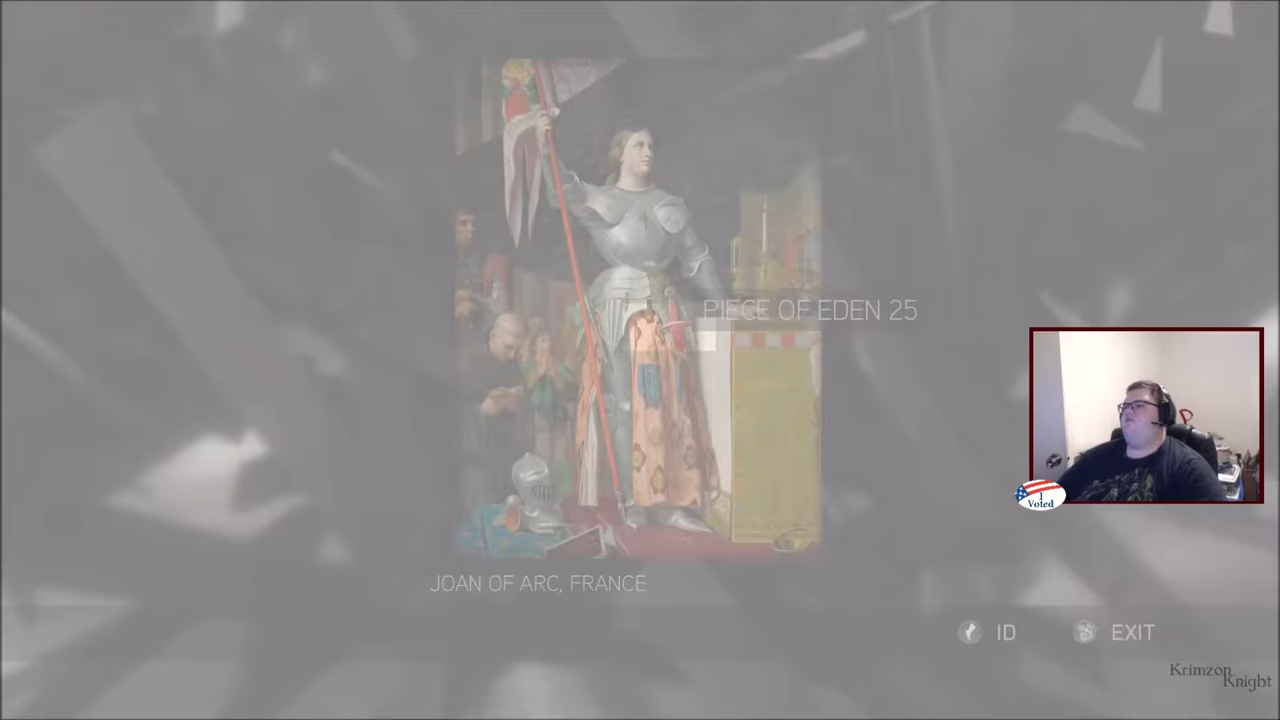 PIECE OF EDEN 25
I
Voted
JOAN OF ARC, FRANCE
ID
EXIT
Krimzon
Knight